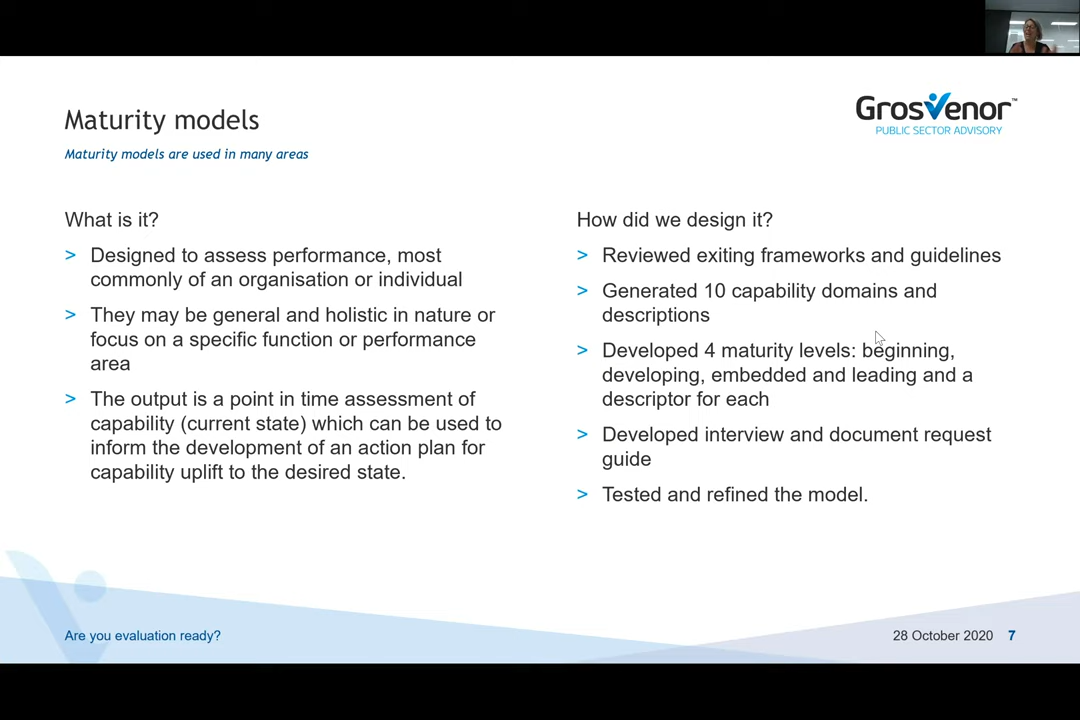 Grosvenor™
PUBLIC SECTOR ADVISORY
Maturity models
Maturity models are used in many areas
What is it?
> Designed to assess performance, most
commonly of an organisation or individual
> They may be general and holistic in nature or
focus on a specific function or performance
area
> The output is a point in time assessment of
capability (current state) which can be used to
inform the development of an action plan for
capability uplift to the desired state.
How did we design it?
> Reviewed exiting frameworks and guidelines
> Generated 10 capability domains and
descriptions
> Developed 4 maturity levels: beginning,
developing, embedded and leading and a
descriptor for each
> Developed interview and document request
guide
> Tested and refined the model.
Are you evaluation ready?
28 October 2020 7